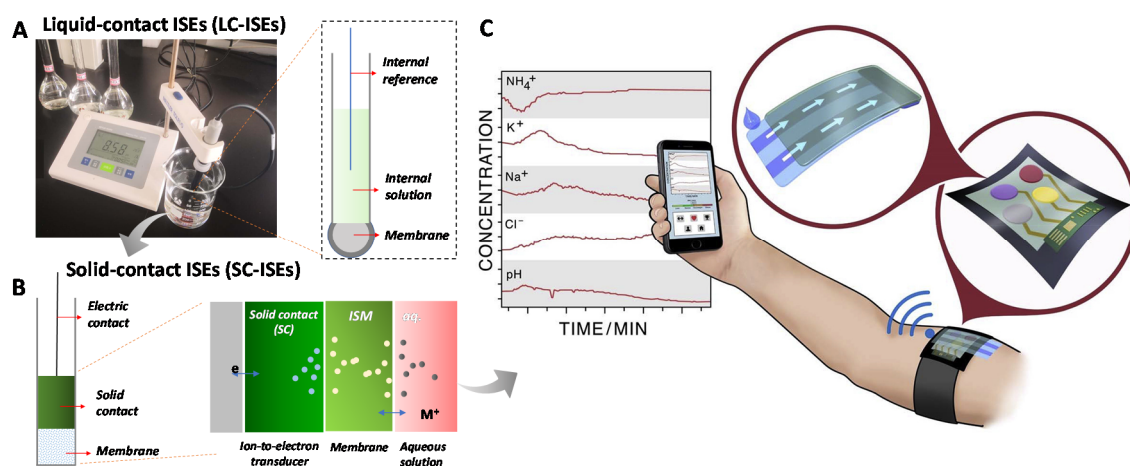 A
Liquid-contact ISEs (LC-ISEs)
8.58
Internal
reference
Internal
solution
Membrane
Solid-contact ISEs (SC-ISEs)
B
Electric
contact
Solid
contact
Membrane
Solid contact
(SC)
ISM
aq.
e
M⁺
Ion-to-electron
transducer
Membrane
Aqueous
solution
C
CONCENTRATION
NH₄⁺
K⁺
Na⁺
Cl⁻
pH
TIME/MIN